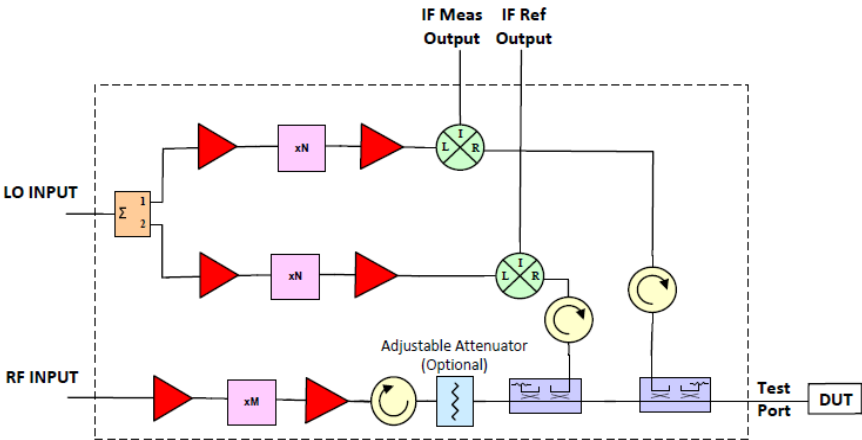 IF Meas
Output
IF Ref
Output
I
L
R
xN
LO INPUT
Σ
1
2
I
L
R
xN
Adjustable Attenuator
(Optional)
RF INPUT
xM
Test
Port
DUT